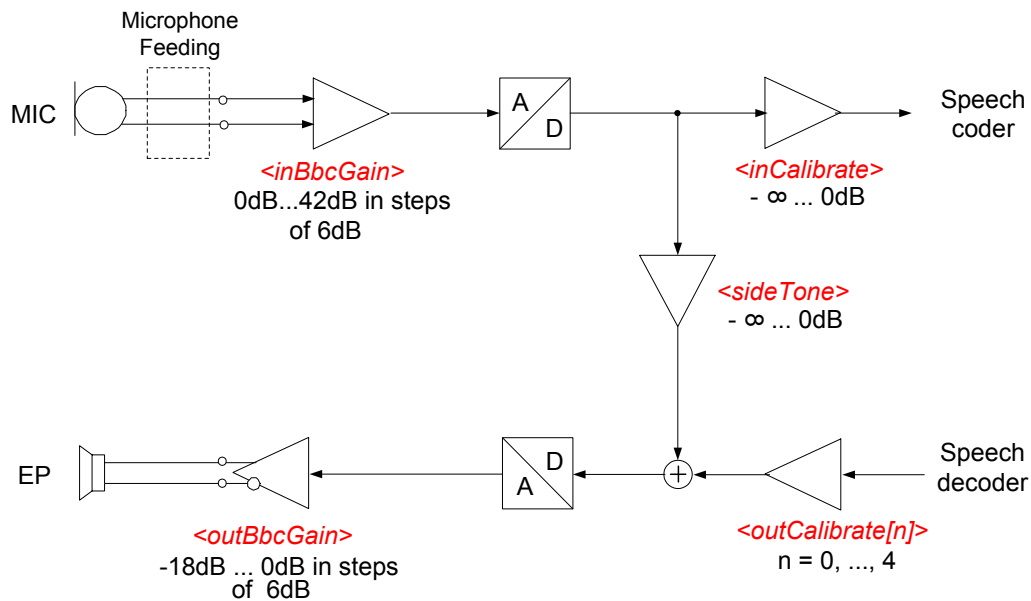 Microphone
Feeding
MIC
A
D
Speech
coder
<inBbcGain>
0dB...42dB in steps
of 6dB
<inCalibrate>
- ∞ ... 0dB
<sideTone>
- ∞ ... 0dB
EP
D
A
+
Speech
decoder
<outBbcGain>
-18dB ... 0dB in steps
of 6dB
<outCalibrate[n]>
n = 0, ..., 4